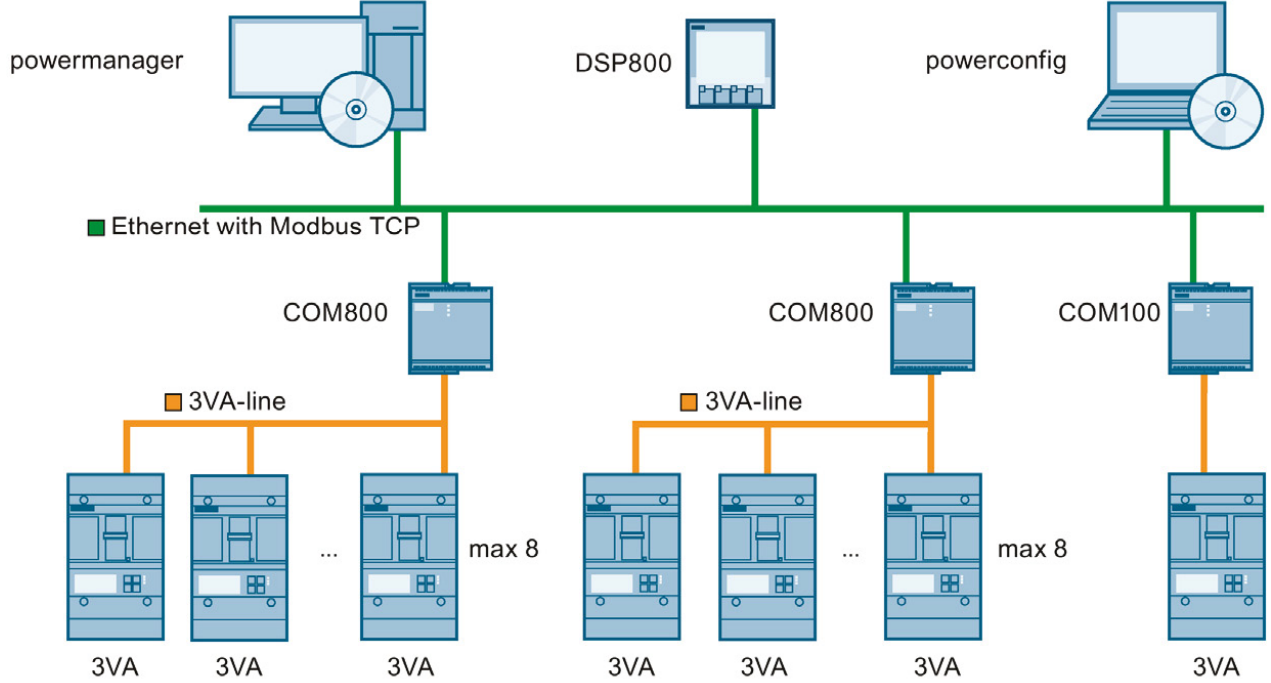 powermanager
DSP800
powerconfig
Ethernet with Modbus TCP
COM800
COM800
COM100
3VA-line
3VA-line
... max 8
... max 8
3VA 3VA 3VA 3VA 3VA 3VA 3VA